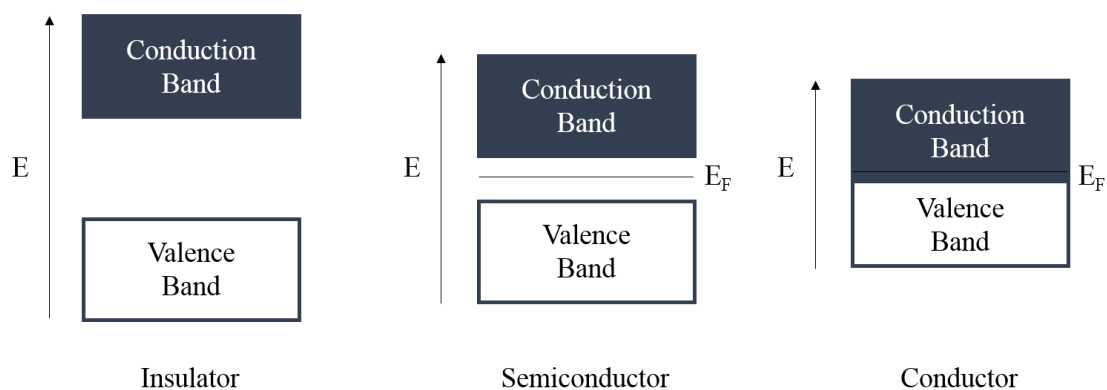 E
Conduction
Band
Valence
Band
Insulator
E
Conduction
Band
E_F
Valence
Band
Semiconductor
E
Conduction
Band
E_F
Valence
Band
Conductor